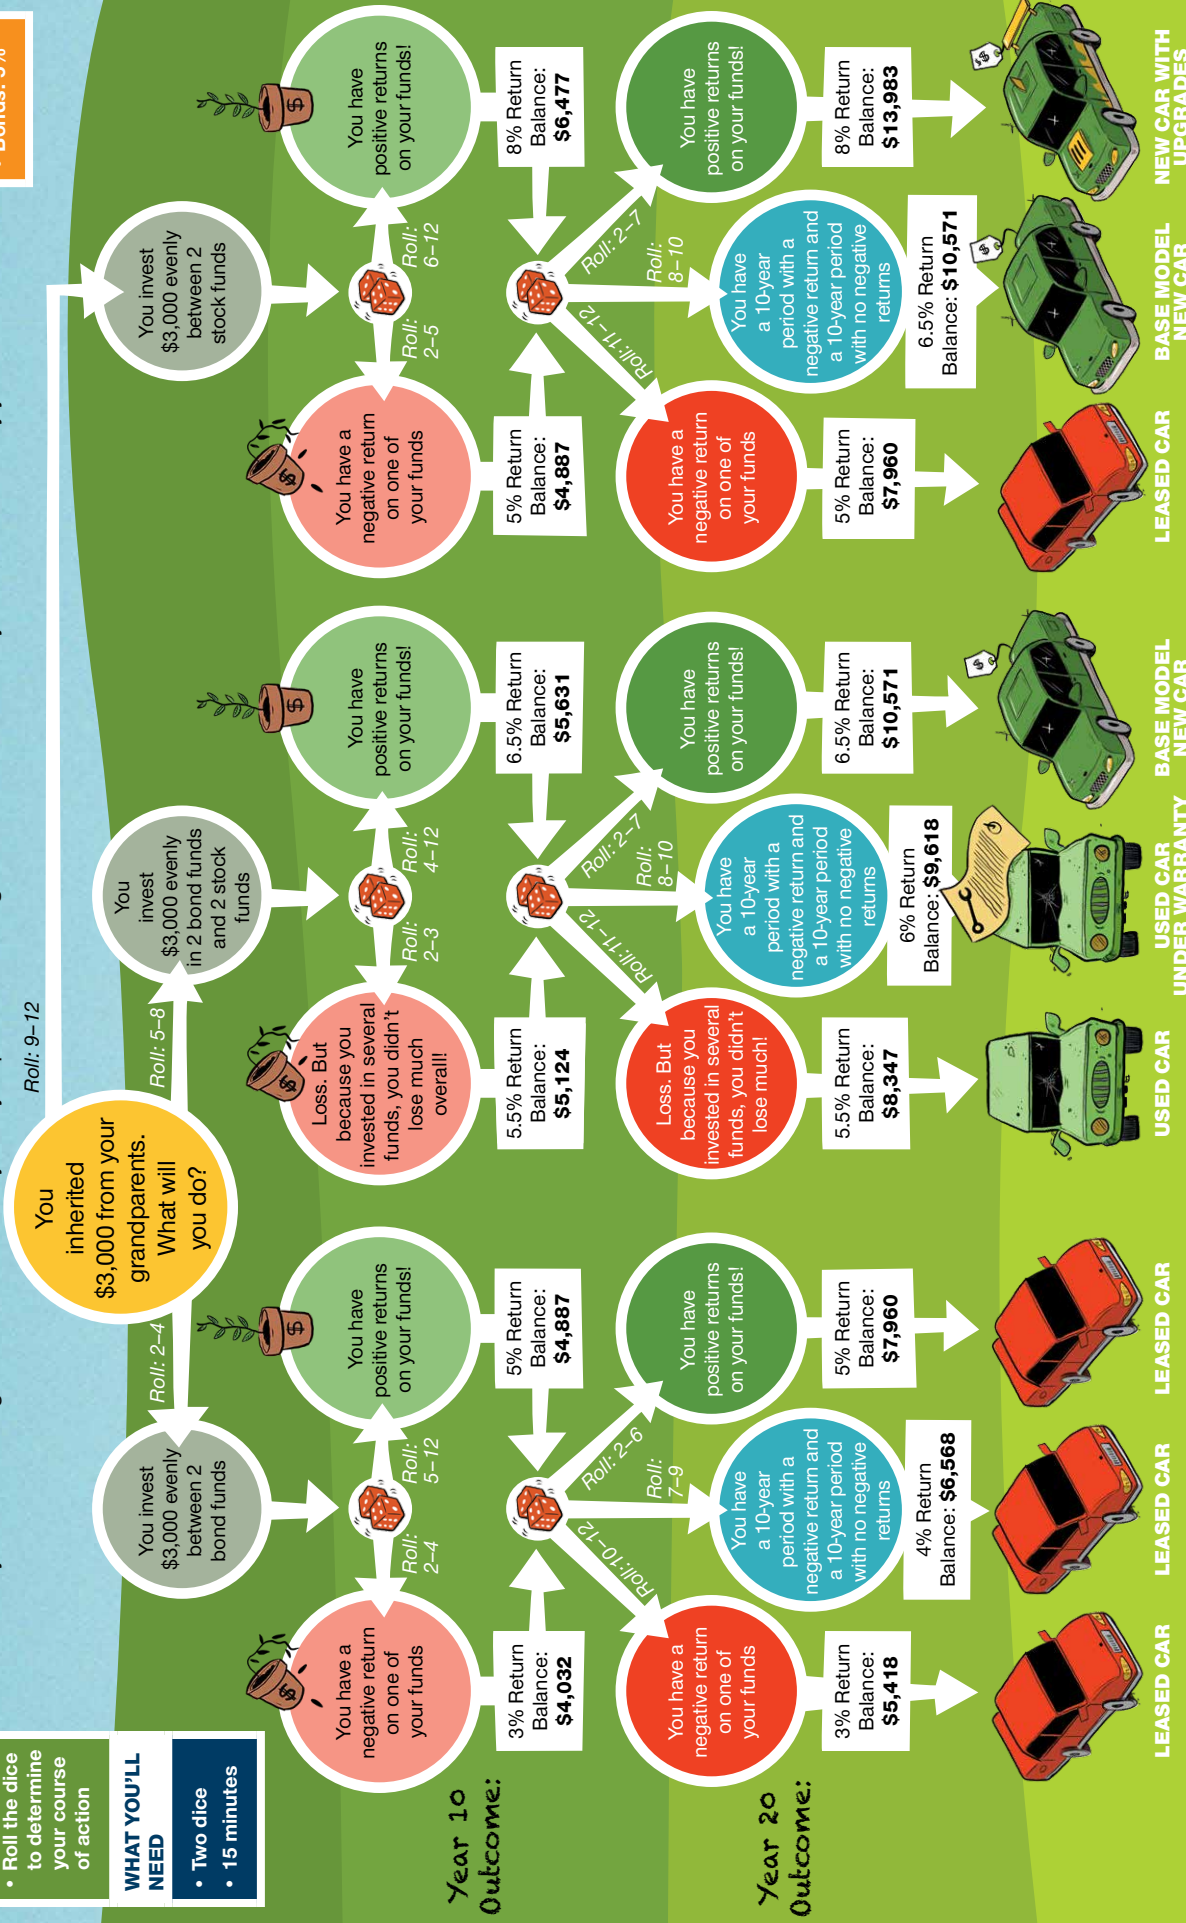 • Roll the dice
to determine
your course
of action
WHAT YOU'LL
NEED
• Two dice
• 15 minutes
You
inherited
$3,000 from your
grandparents.
What will
you do?
Roll: 2–4
Roll: 5–8
Roll: 9–12
You invest
$3,000 evenly
between 2
bond funds
You
invest
$3,000 evenly
in 2 bond funds
and 2 stock
funds
You invest
$3,000 evenly
between 2
stock funds
Year 10
Outcome:
You have a
negative return
on one of
your funds
Roll:
2–4
Roll:
5–12
You have
positive returns
on your funds!
3% Return
Balance:
$4,032
5% Return
Balance:
$4,887
Loss. But
because you
invested in several
funds, you didn't
lose much
overall!
Roll:
2–3
Roll:
4–12
You have
positive returns
on your funds!
5.5% Return
Balance:
$5,124
6.5% Return
Balance:
$5,631
You have a
negative return
on one of
your funds
Roll:
2–5
Roll:
6–12
You have
positive returns
on your funds!
5% Return
Balance:
$4,887
8% Return
Balance:
$6,477
Year 20
Outcome:
Roll:10–12
Roll:
7–9
Roll: 2–6
You have a
negative return
on one of
your funds
You have
a 10-year
period with a
negative return and
a 10-year period
with no negative
returns
You have
positive returns
on your funds!
3% Return
Balance:
$5,418
4% Return
Balance: $6,568
5% Return
Balance:
$7,960
LEASED CAR
LEASED CAR
LEASED CAR
Roll:11–12
Roll:
8–10
Roll: 2–7
Loss. But
because you
invested in several
funds, you didn't
lose much!
You have
a 10-year
period with a
negative return and
a 10-year period
with no negative
returns
You have
positive returns
on your funds!
5.5% Return
Balance:
$8,347
6% Return
Balance: $9,618
6.5% Return
Balance:
$10,571
USED CAR
USED CAR
UNDER WARRANTY
BASE MODEL
NEW CAR
Roll:11–12
Roll:
8–10
Roll: 2–7
You have a
negative return
on one of
your funds
You have
a 10-year
period with a
negative return and
a 10-year period
with no negative
returns
You have
positive returns
on your funds!
5% Return
Balance:
$7,960
6.5% Return
Balance: $10,571
8% Return
Balance:
$13,983
LEASED CAR
BASE MODEL
NEW CAR
NEW CAR WITH
UPGRADES